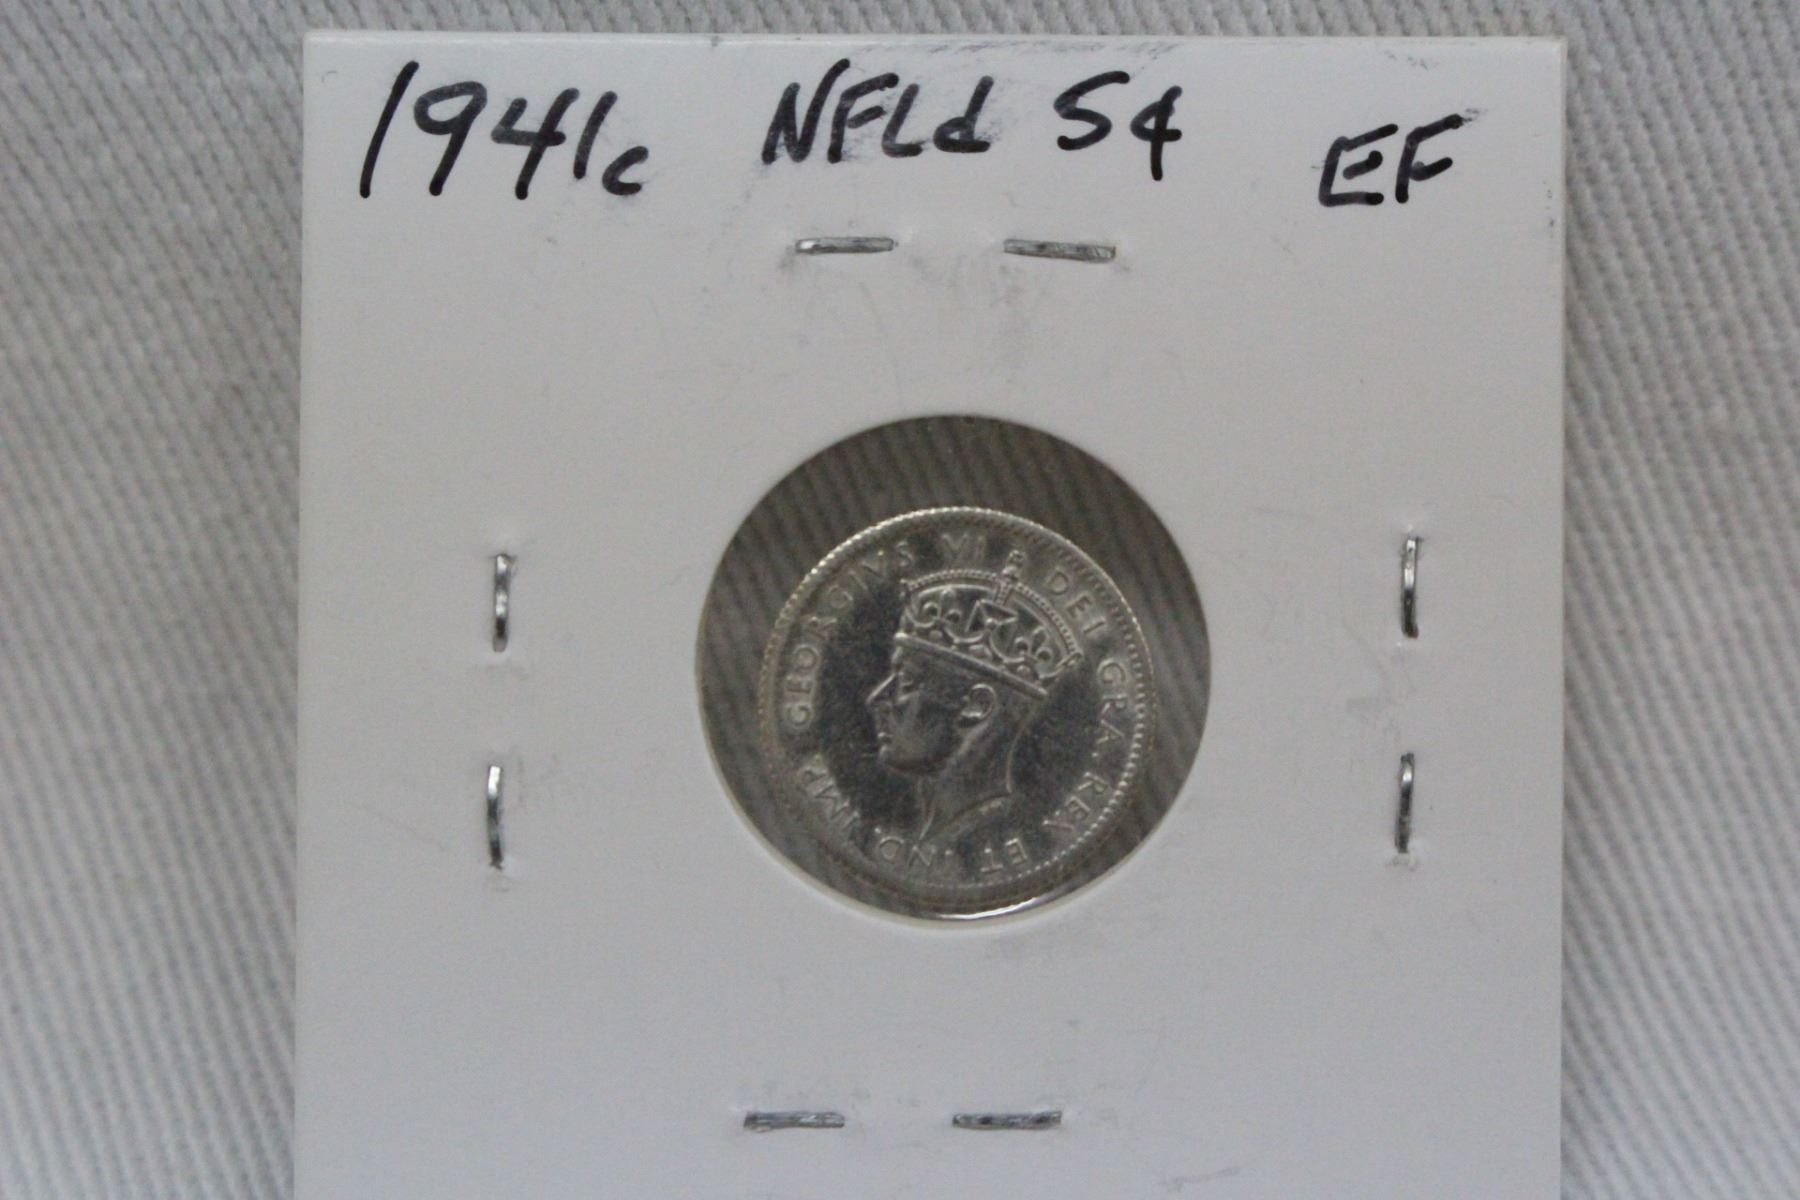 1941c NFLd 5¢ EF
GEORGIVS VI DEI GRA. REX ET IND. IMP.